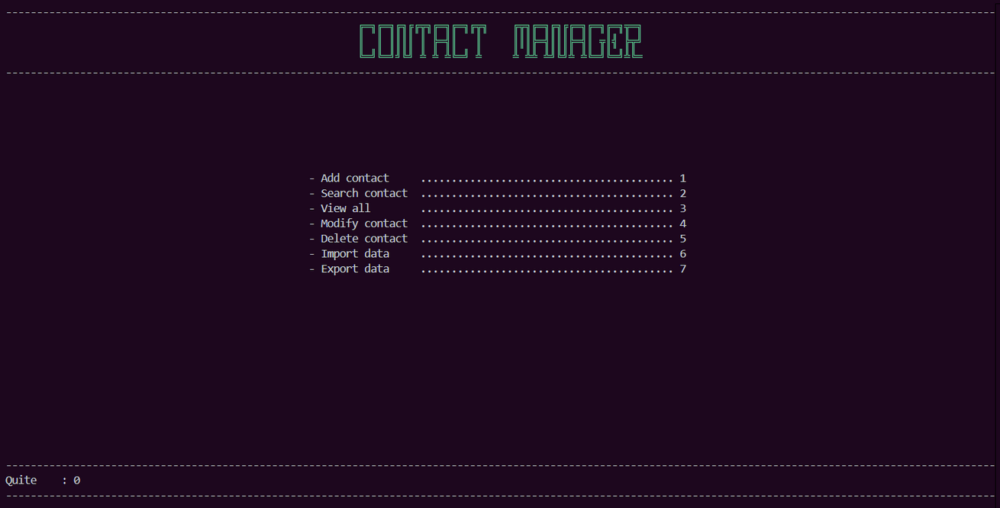 CONTACT MANAGER
- Add contact ......................................... 1
- Search contact ......................................... 2
- View all ......................................... 3
- Modify contact ......................................... 4
- Delete contact ......................................... 5
- Import data ......................................... 6
- Export data ......................................... 7
Quite : 0